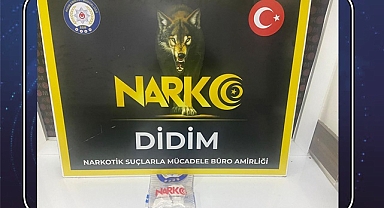 NARKO
DİDİM
NARKOTİK SUÇLARLA MÜCADELE BÜRO AMİRLİĞİ
NARKO